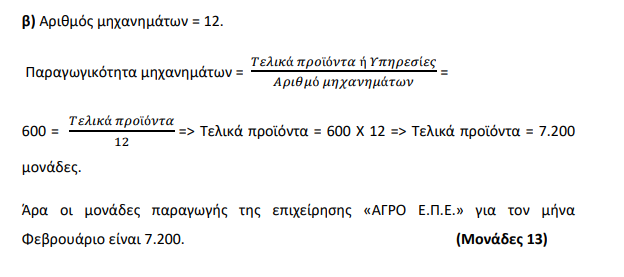 β) Αριθμός μηχανημάτων = 12.
Παραγωγικότητα μηχανημάτων = Τελικά προϊόντα ή Υπηρεσίες / Αριθμό μηχανημάτων =
600 = Τελικά προϊόντα / 12 => Τελικά προϊόντα = 600 Χ 12 => Τελικά προϊόντα = 7.200
μονάδες.
Άρα οι μονάδες παραγωγής της επιχείρησης «ΑΓΡΟ Ε.Π.Ε.» για τον μήνα
Φεβρουάριο είναι 7.200. (Μονάδες 13)